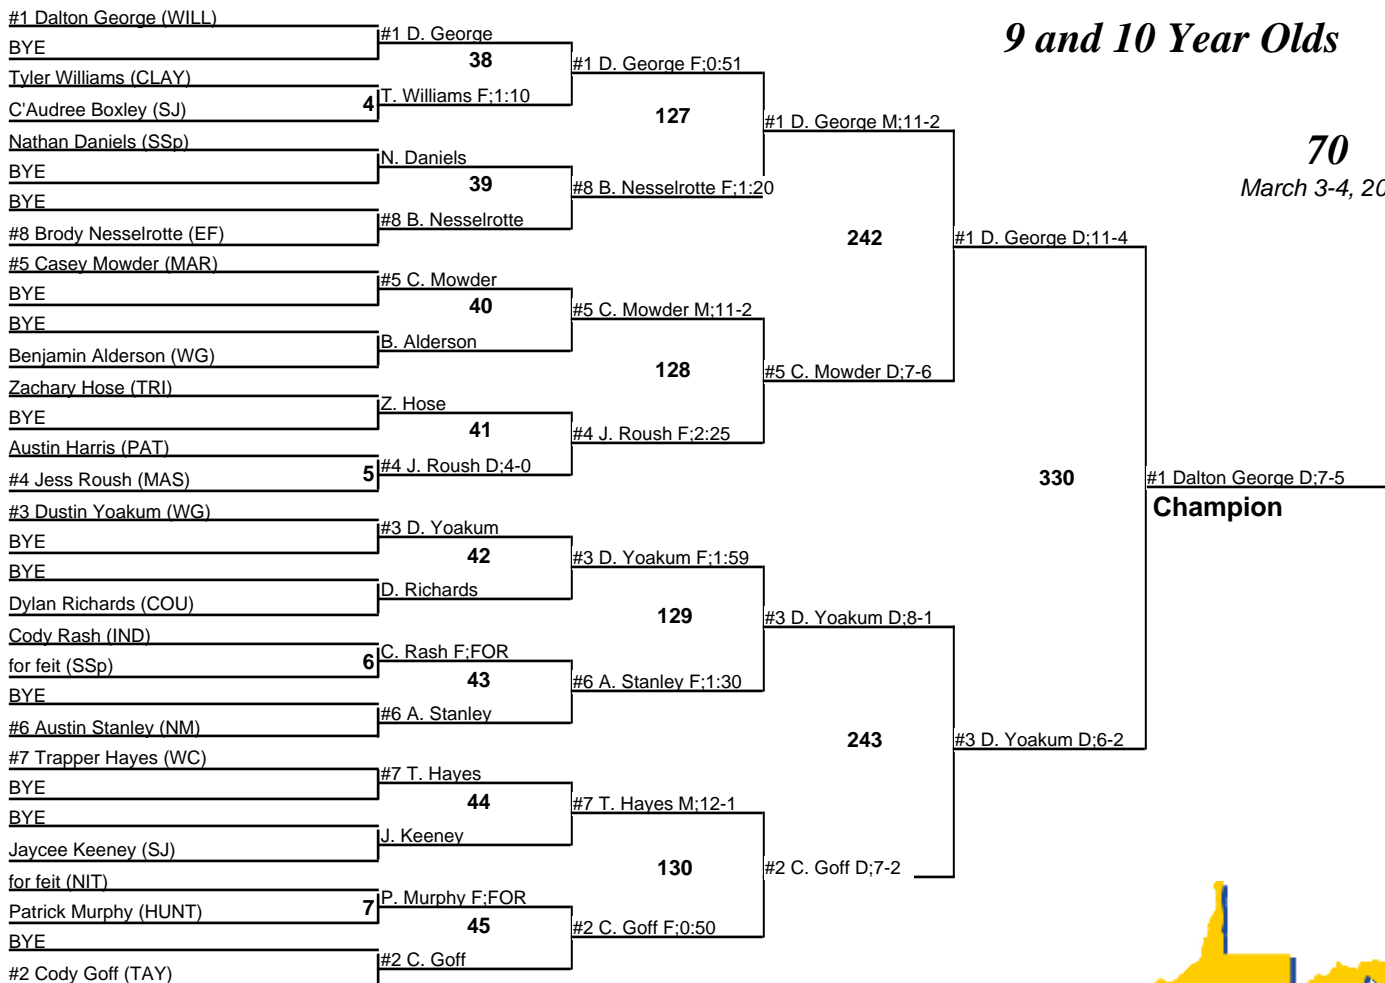 9 and 10 Year Olds
70
March 3-4, 20
#1 Dalton George (WILL)
BYE
Tyler Williams (CLAY)
4
C'Audree Boxley (SJ)
Nathan Daniels (SSp)
BYE
BYE
#8 Brody Nesselrotte (EF)
#5 Casey Mowder (MAR)
BYE
BYE
Benjamin Alderson (WG)
Zachary Hose (TRI)
BYE
Austin Harris (PAT)
5
#4 Jess Roush (MAS)
#3 Dustin Yoakum (WG)
BYE
BYE
Dylan Richards (COU)
Cody Rash (IND)
6
for feit (SSp)
BYE
#6 Austin Stanley (NM)
#7 Trapper Hayes (WC)
BYE
BYE
Jaycee Keeney (SJ)
for feit (NIT)
7
Patrick Murphy (HUNT)
BYE
#2 Cody Goff (TAY)
#1 D. George
38
T. Williams F;1:10
N. Daniels
39
#8 B. Nesselrotte
#5 C. Mowder
40
B. Alderson
Z. Hose
41
#4 J. Roush D;4-0
#3 D. Yoakum
42
D. Richards
C. Rash F;FOR
43
#6 A. Stanley
#7 T. Hayes
44
J. Keeney
P. Murphy F;FOR
45
#2 C. Goff
#1 D. George F;0:51
127
#8 B. Nesselrotte F;1:20
#5 C. Mowder M;11-2
128
#4 J. Roush F;2:25
#3 D. Yoakum F;1:59
129
#6 A. Stanley F;1:30
#7 T. Hayes M;12-1
130
#2 C. Goff F;0:50
#1 D. George M;11-2
242
#5 C. Mowder D;7-6
#3 D. Yoakum D;8-1
243
#2 C. Goff D;7-2
#1 D. George D;11-4
330
#3 D. Yoakum D;6-2
#1 Dalton George D;7-5
Champion